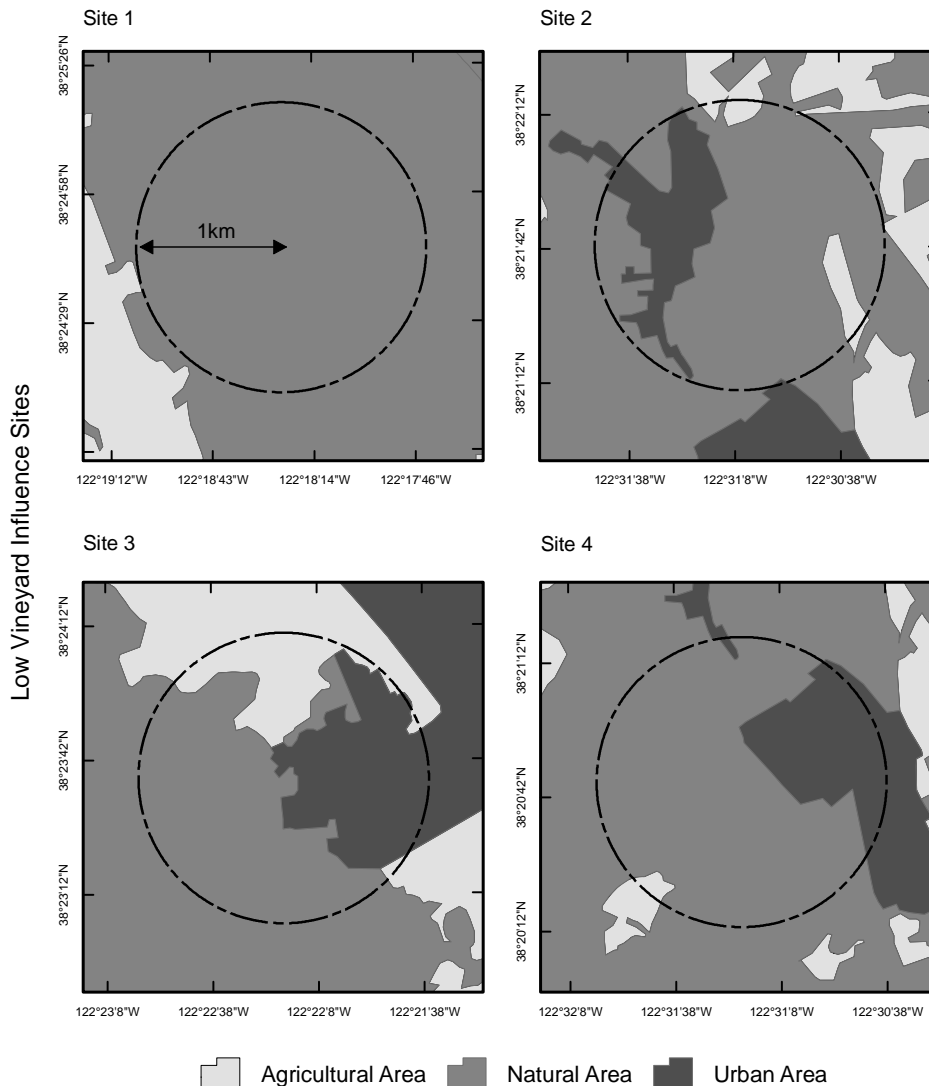 Low Vineyard Influence Sites
Site 1
38°25'26"N
38°24'58"N
38°24'29"N
1km
122°19'12"W 122°18'43"W 122°18'14"W 122°17'46"W
Site 2
38°22'12"N
38°21'42"N
38°21'12"N
122°31'38"W 122°31'8"W 122°30'38"W
Site 3
38°24'12"N
38°23'42"N
38°23'12"N
122°23'8"W 122°22'38"W 122°22'8"W 122°21'38"W
Site 4
38°21'12"N
38°20'42"N
38°20'12"N
122°32'8"W 122°31'38"W 122°31'8"W 122°30'38"W
Agricultural Area Natural Area Urban Area